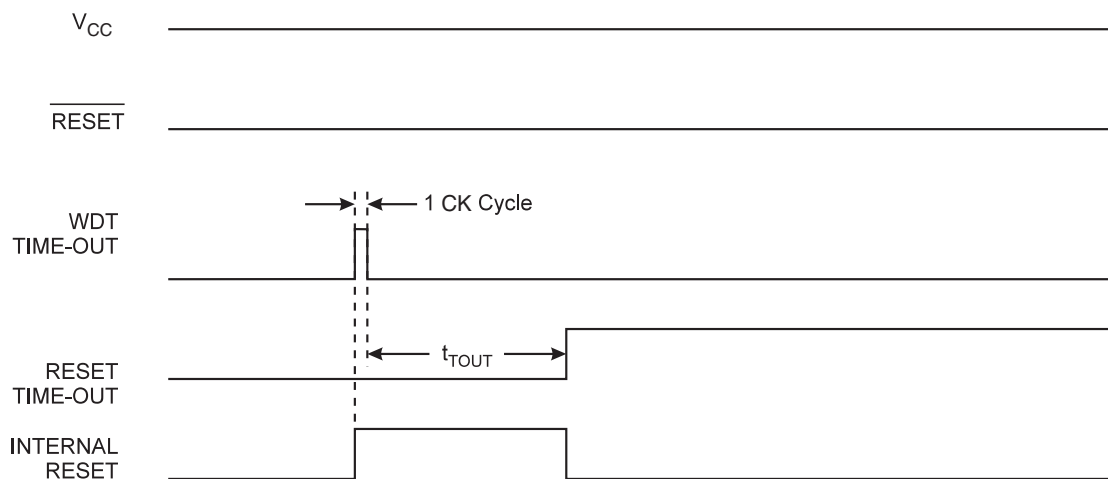 VCC
RESET
1 CK Cycle
WDT
TIME-OUT
tTOUT
RESET
TIME-OUT
INTERNAL
RESET